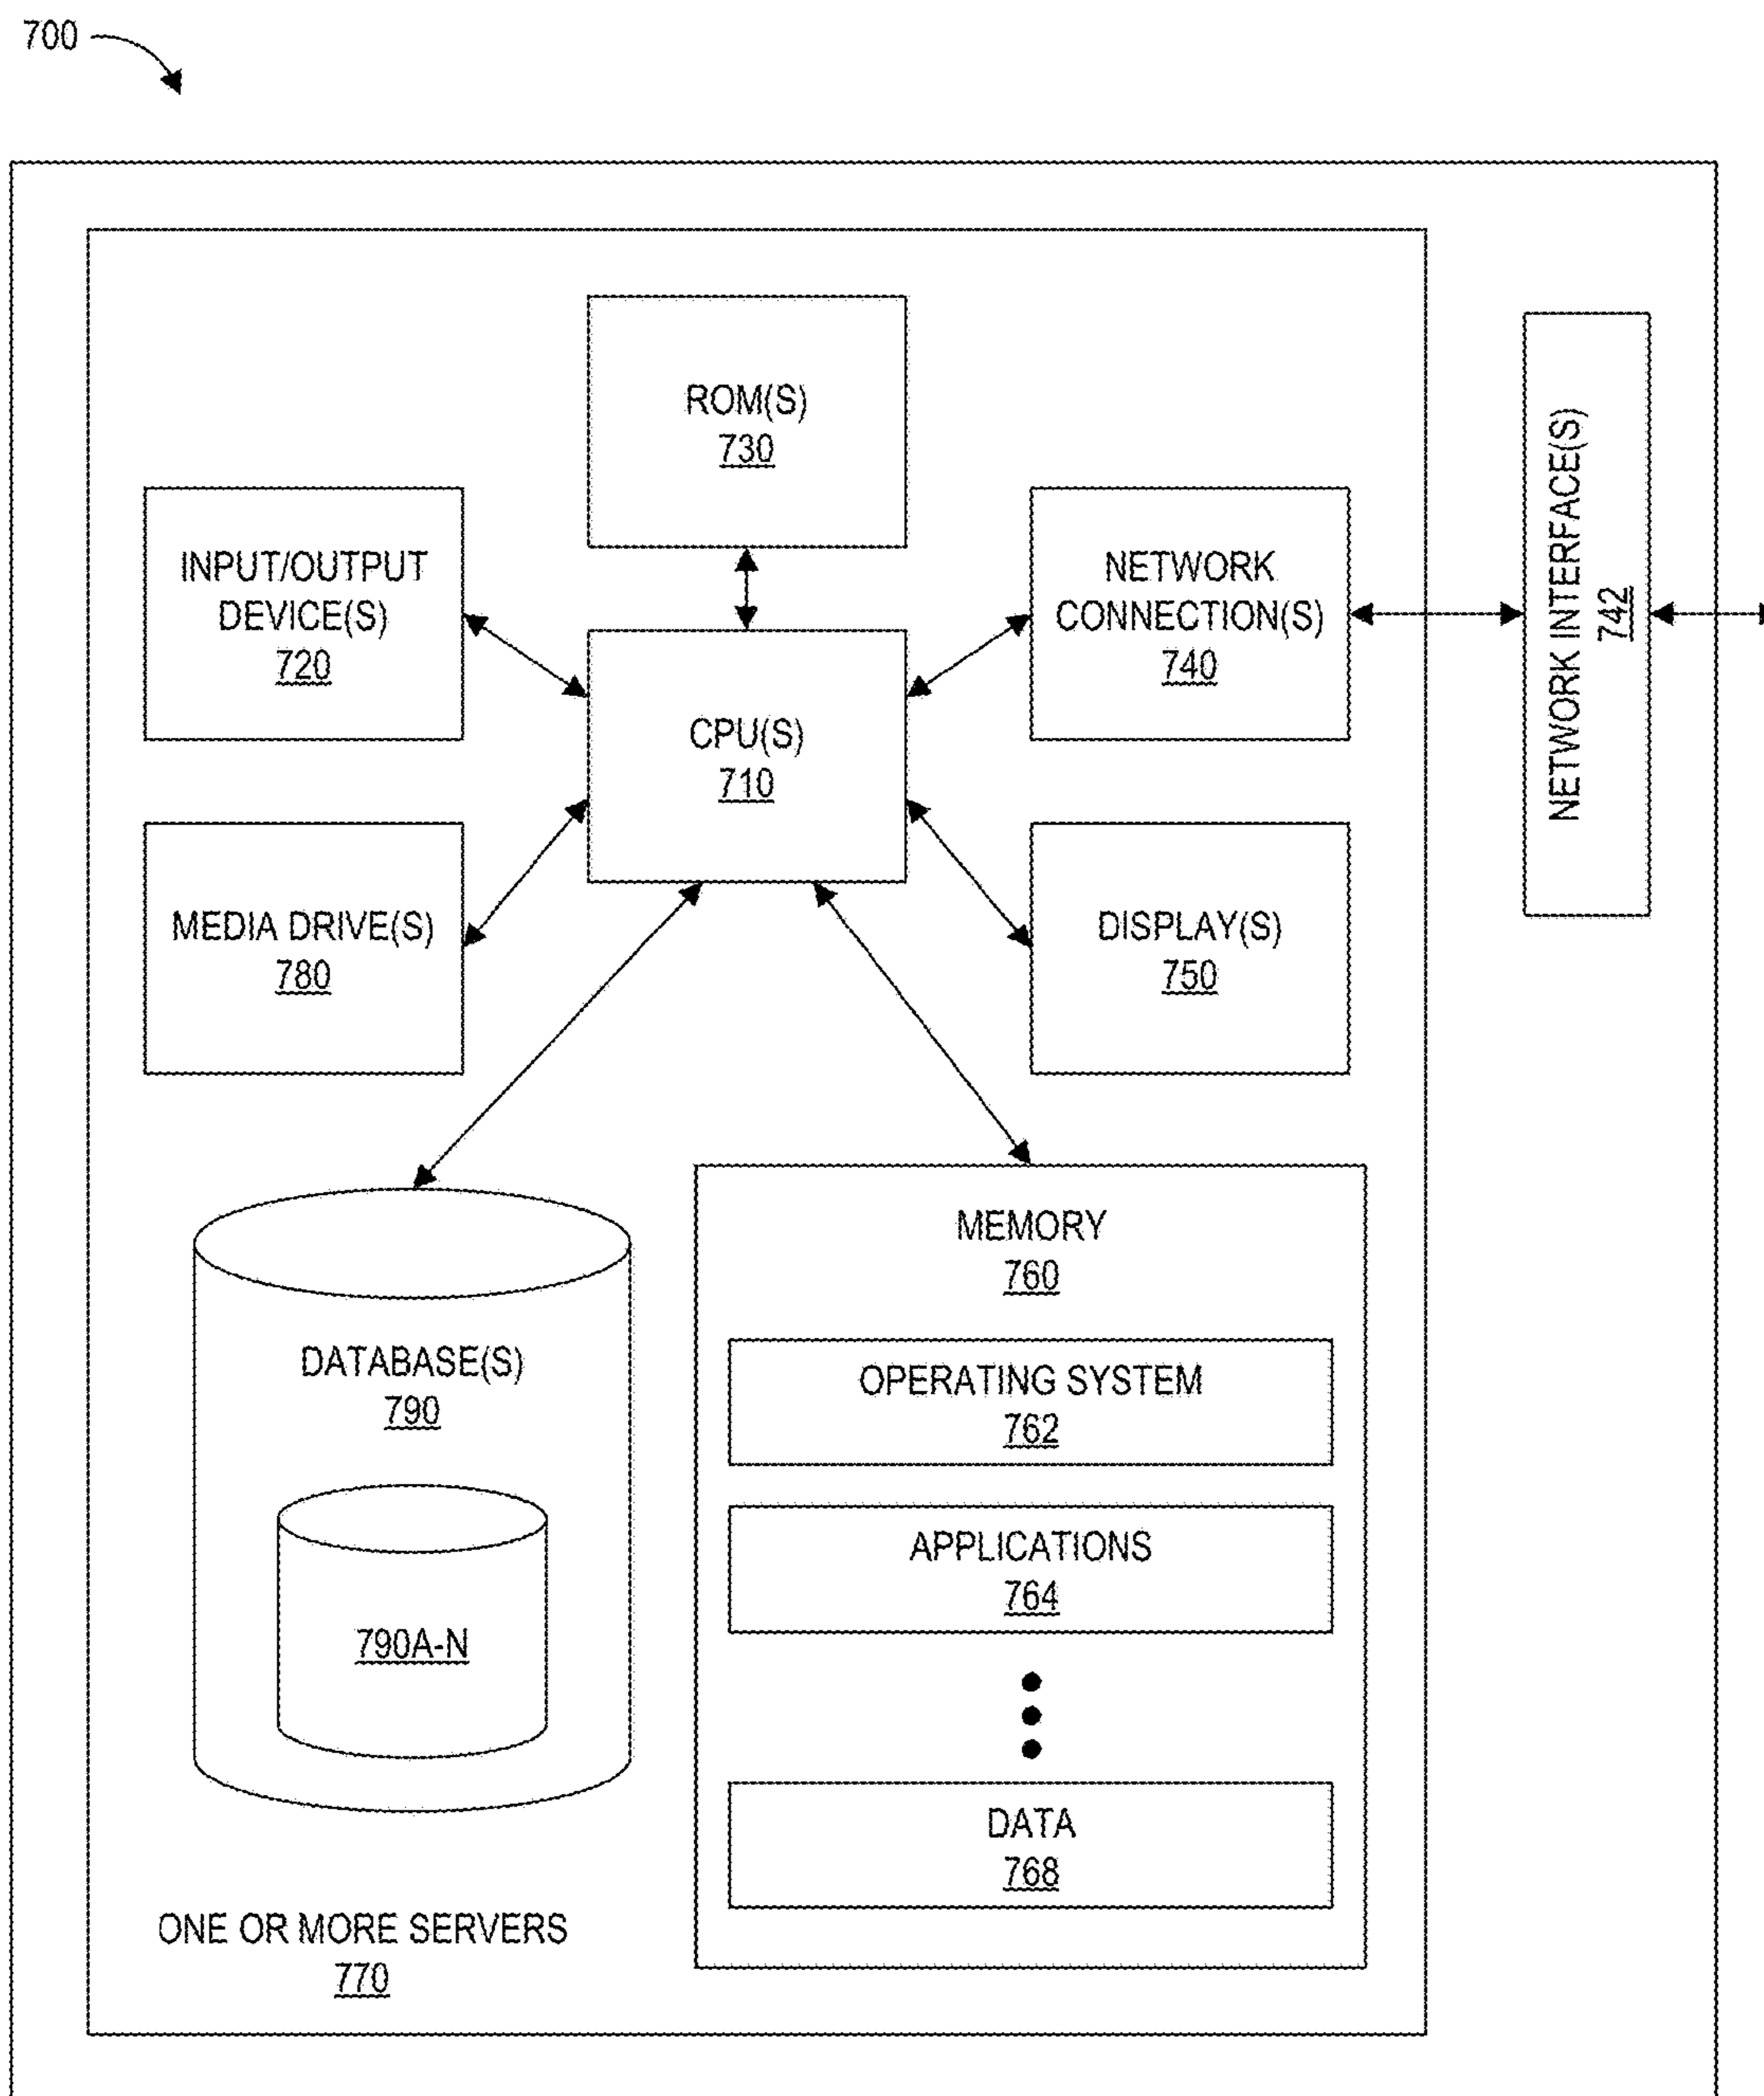 700
ROM(S)
730
INPUT/OUTPUT
DEVICE(S)
720
NETWORK
CONNECTION(S)
740
NETWORK INTERFACE(S)
742
CPU(S)
710
MEDIA DRIVE(S)
780
DISPLAY(S)
750
MEMORY
760
DATABASE(S)
790
OPERATING SYSTEM
762
APPLICATIONS
764
790A-N
DATA
768
ONE OR MORE SERVERS
770